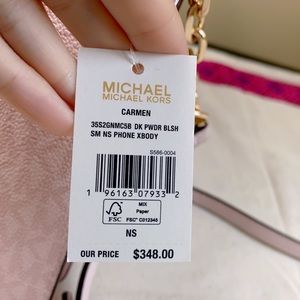 MICHAEL
MICHAEL KORS
CARMEN
35S2GNMC5B DK PWDR BLSH
SM NS PHONE XBODY
S586-0004
1 96163 07933 2
FSC
MIX
Paper
FSC® C012345
NS
OUR PRICE $348.00